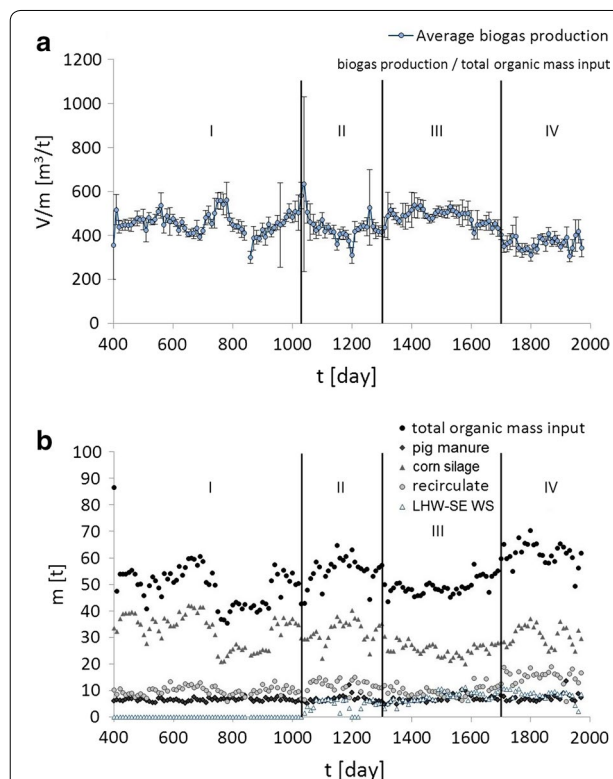 a
Average biogas production
biogas production / total organic mass input
1200
1000
800
600
400
200
0
V/m [m³/t]
I
II
III
IV
400 600 800 1000 1200 1400 1600 1800 2000
t [day]
b
total organic mass input
pig manure
corn silage
recirculate
LHW-SE WS
100
90
80
70
60
50
40
30
20
10
0
m [t]
I
II
III
IV
400 600 800 1000 1200 1400 1600 1800 2000
t [day]